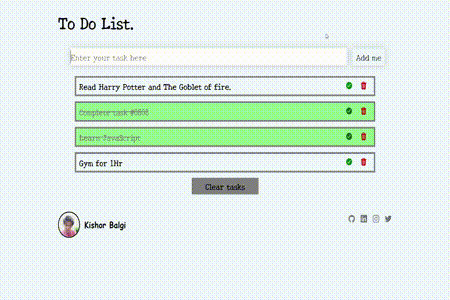 To Do List.
Enter your task here
Add me
Read Harry Potter and The Goblet of fire.
Complete task
Learn JavaScript
Gym for 1Hr
Clear tasks
Kishor Balgi